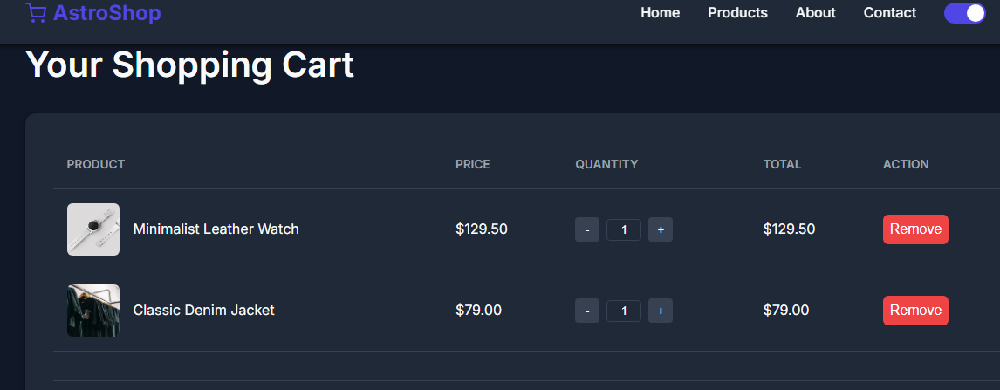 AstroShop Home Products About Contact
Your Shopping Cart
PRODUCT PRICE QUANTITY TOTAL ACTION
Minimalist Leather Watch $129.50 - 1 + $129.50 Remove
Classic Denim Jacket $79.00 - 1 + $79.00 Remove